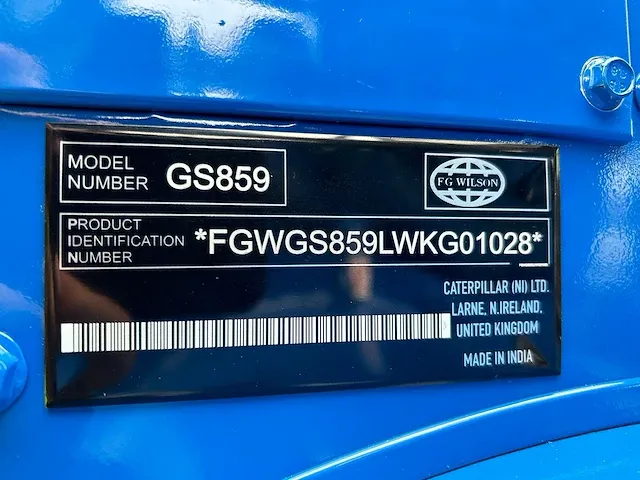 MODEL
NUMBER
GS859
FG WILSON
PRODUCT
IDENTIFICATION
NUMBER
*FGWGS859LWKG01028*
CATERPILLAR (NI) LTD.
LARNE, N.IRELAND,
UNITED KINGDOM
MADE IN INDIA